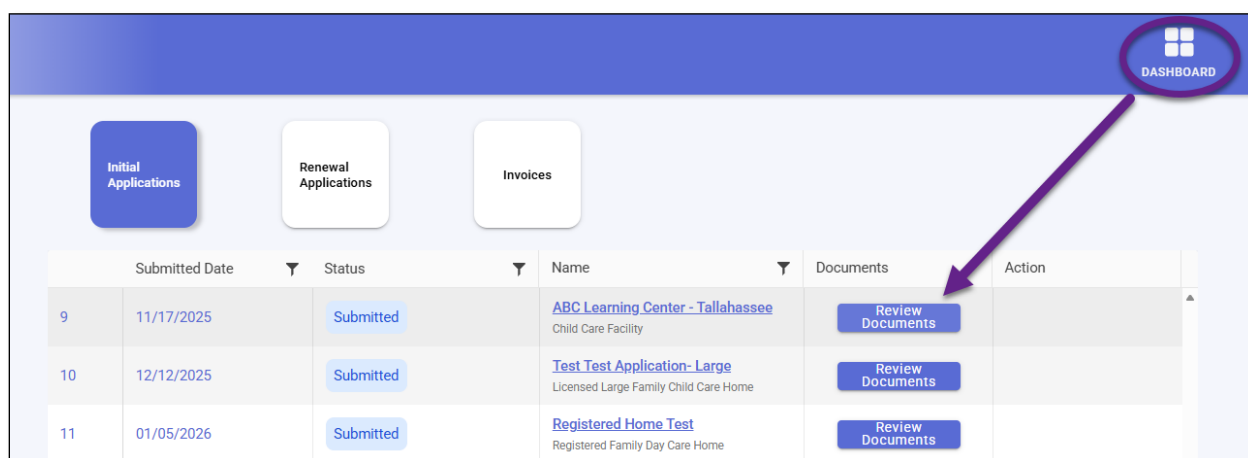 DASHBOARD
Initial
Applications
Renewal
Applications
Invoices
Submitted Date Status Name Documents Action
9 11/17/2025 Submitted ABC Learning Center - Tallahassee Review
Child Care Facility Documents
10 12/12/2025 Submitted Test Test Application- Large Review
Licensed Large Family Child Care Home Documents
11 01/05/2026 Submitted Registered Home Test Review
Registered Family Day Care Home Documents